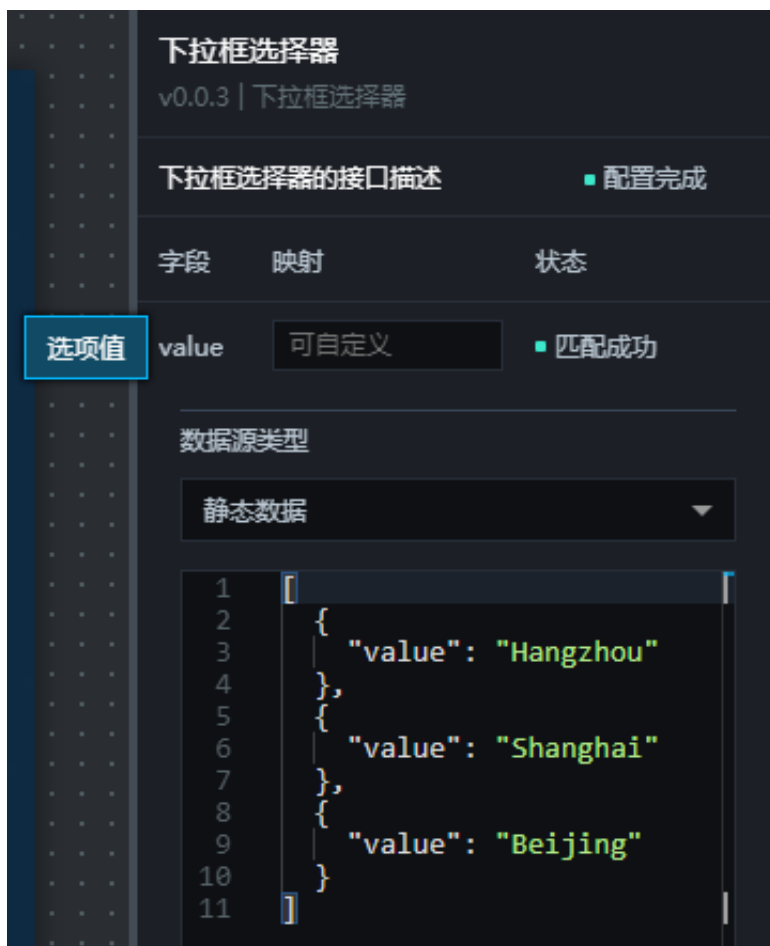 下拉框选择器
v0.0.3 | 下拉框选择器
下拉框选择器的接口描述 配置完成
字段 映射 状态
选项值 value 可自定义 匹配成功
数据源类型
静态数据
1 [
2 {
3 "value": "Hangzhou"
4 },
5 {
6 "value": "Shanghai"
7 },
8 {
9 "value": "Beijing"
10 }
11 ]